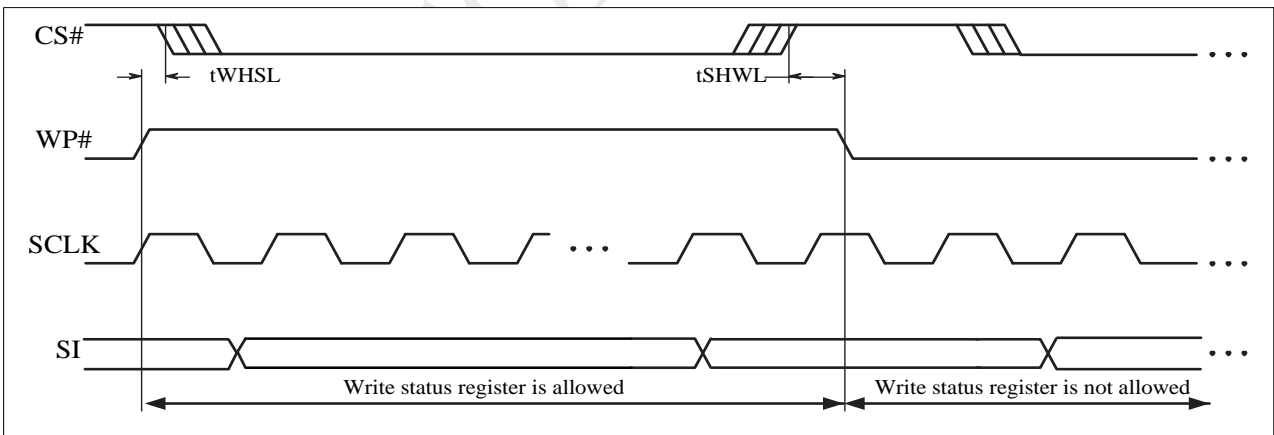 CS#
tWHSL
tSHWL
WP#
SCLK
SI
Write status register is allowed
Write status register is not allowed